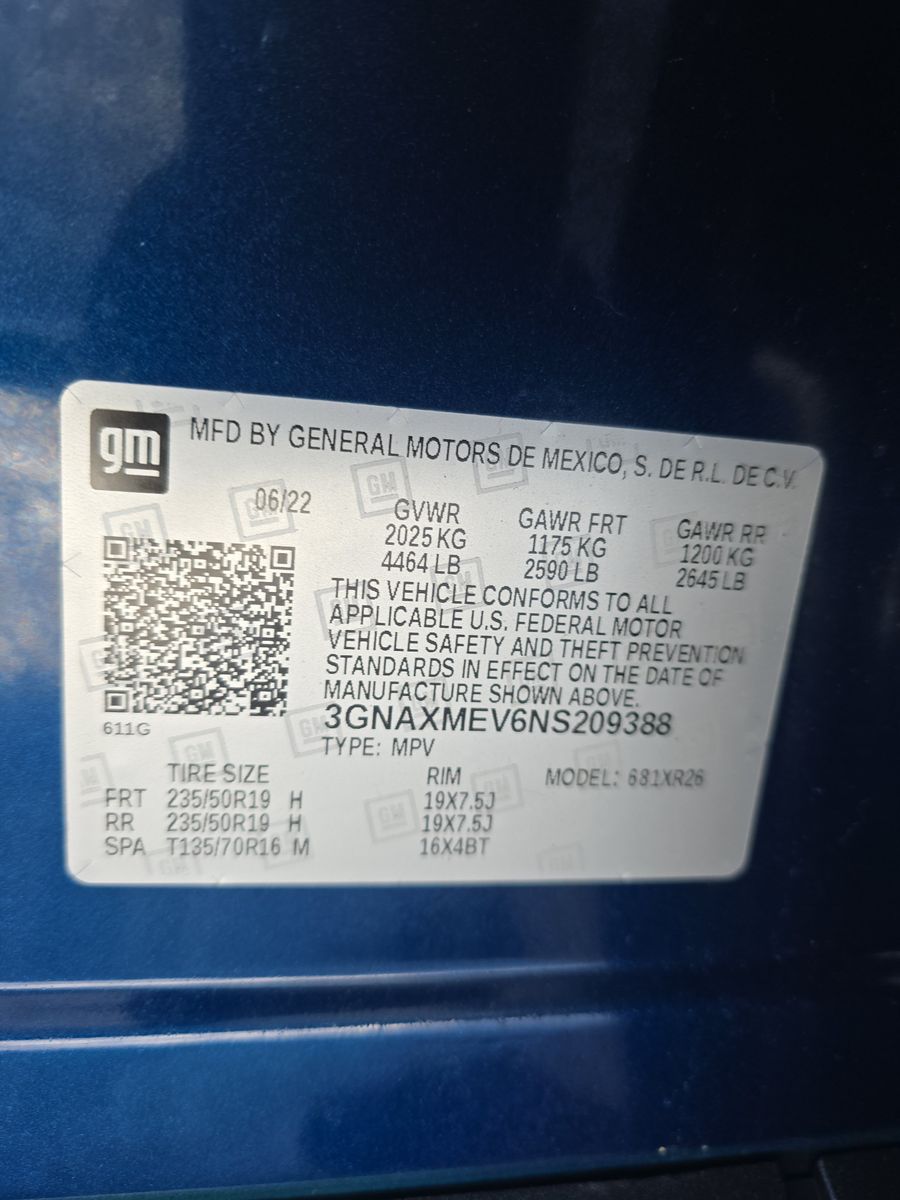 gm MFD BY GENERAL MOTORS DE MEXICO, S. DE R.L. DE C.V.
06/22 GVWR GAWR FRT GAWR RR
2025 KG 1175 KG 1200 KG
4464 LB 2590 LB 2645 LB
THIS VEHICLE CONFORMS TO ALL
APPLICABLE U.S. FEDERAL MOTOR
VEHICLE SAFETY AND THEFT PREVENTION
STANDARDS IN EFFECT ON THE DATE OF
MANUFACTURE SHOWN ABOVE.
3GNAXMEV6NS209388
611G
TYPE: MPV
TIRE SIZE RIM MODEL: 681XR26
FRT 235/50R19 H 19X7.5J
RR 235/50R19 H 19X7.5J
SPA T135/70R16 M 16X4BT